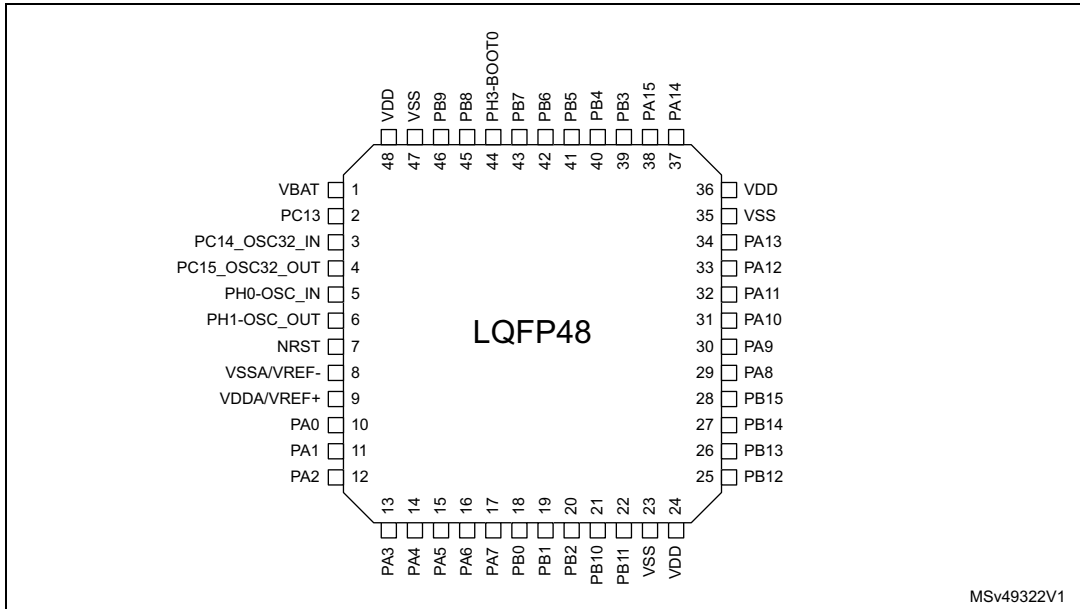 VDD VSS PB9 PB8 PH3-BOOT0 PB7 PB6 PB5 PB4 PB3 PA15 PA14
48 47 46 45 44 43 42 41 40 39 38 37
VBAT 1 36 VDD
PC13 2 35 VSS
PC14_OSC32_IN 3 34 PA13
PC15_OSC32_OUT 4 33 PA12
PH0-OSC_IN 5 32 PA11
PH1-OSC_OUT 6 31 PA10
LQFP48
NRST 7 30 PA9
VSSA/VREF- 8 29 PA8
VDDA/VREF+ 9 28 PB15
PA0 10 27 PB14
PA1 11 26 PB13
PA2 12 25 PB12
13 14 15 16 17 18 19 20 21 22 23 24
PA3 PA4 PA5 PA6 PA7 PB0 PB1 PB2 PB10 PB11 VSS VDD
MSv49322V1